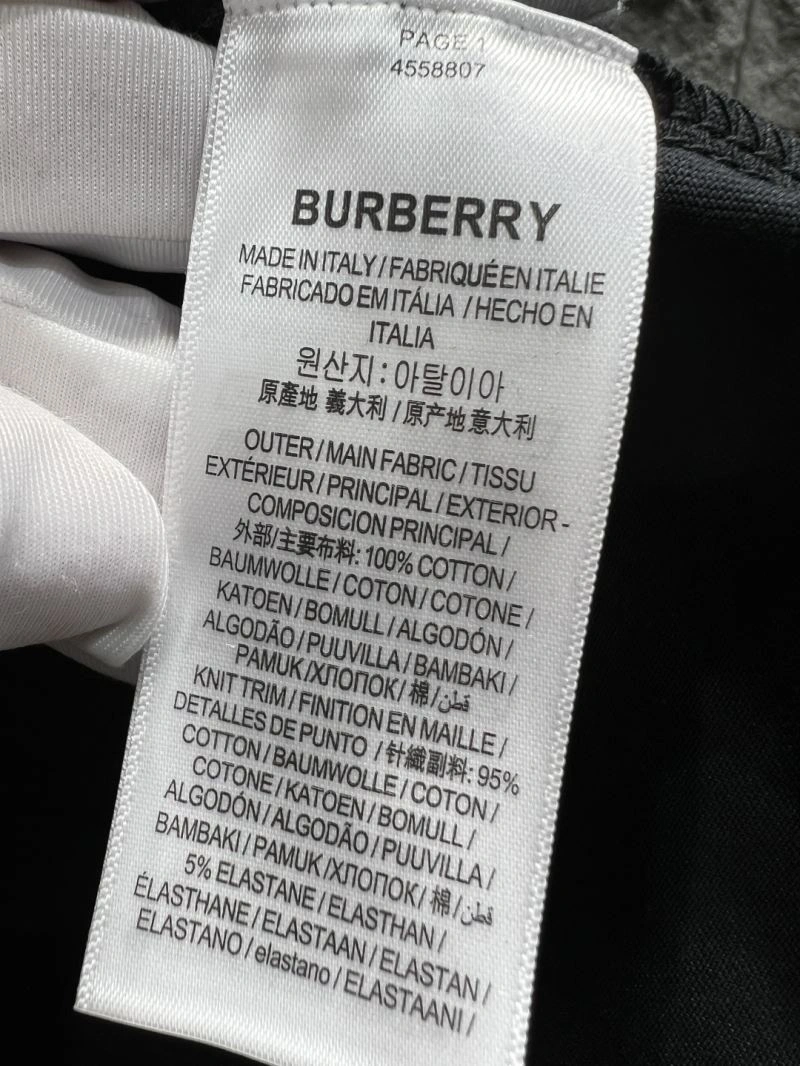 PAGE 1
4558807
BURBERRY
MADE IN ITALY / FABRIQUÉ EN ITALIE
FABRICADO EM ITÁLIA / HECHO EN
ITALIA
원산지 : 아탈이아
原產地 義大利 / 原产地 意大利
OUTER / MAIN FABRIC / TISSU
EXTÉRIEUR / PRINCIPAL / EXTERIOR -
COMPOSICION PRINCIPAL /
外部/主要布料: 100% COTTON /
BAUMWOLLE / COTON / COTONE /
KATOEN / BOMULL / ALGODÓN /
ALGODÃO / PUUVILLA / BAMBAKI /
PAMUK / ХЛОПОК / 棉 / قطن
KNIT TRIM / FINITION EN MAILLE /
DETALLES DE PUNTO / 针織副料: 95%
COTTON / BAUMWOLLE / COTON /
COTONE / KATOEN / BOMULL /
ALGODÓN / ALGODÃO / PUUVILLA /
BAMBAKI / PAMUK / ХЛОПОК / 棉 / قطن
5% ELASTANE / ELASTHAN /
ÉLASTHANE / ELASTAAN / ELASTAN /
ELASTANO / elastano / ELASTAANI /